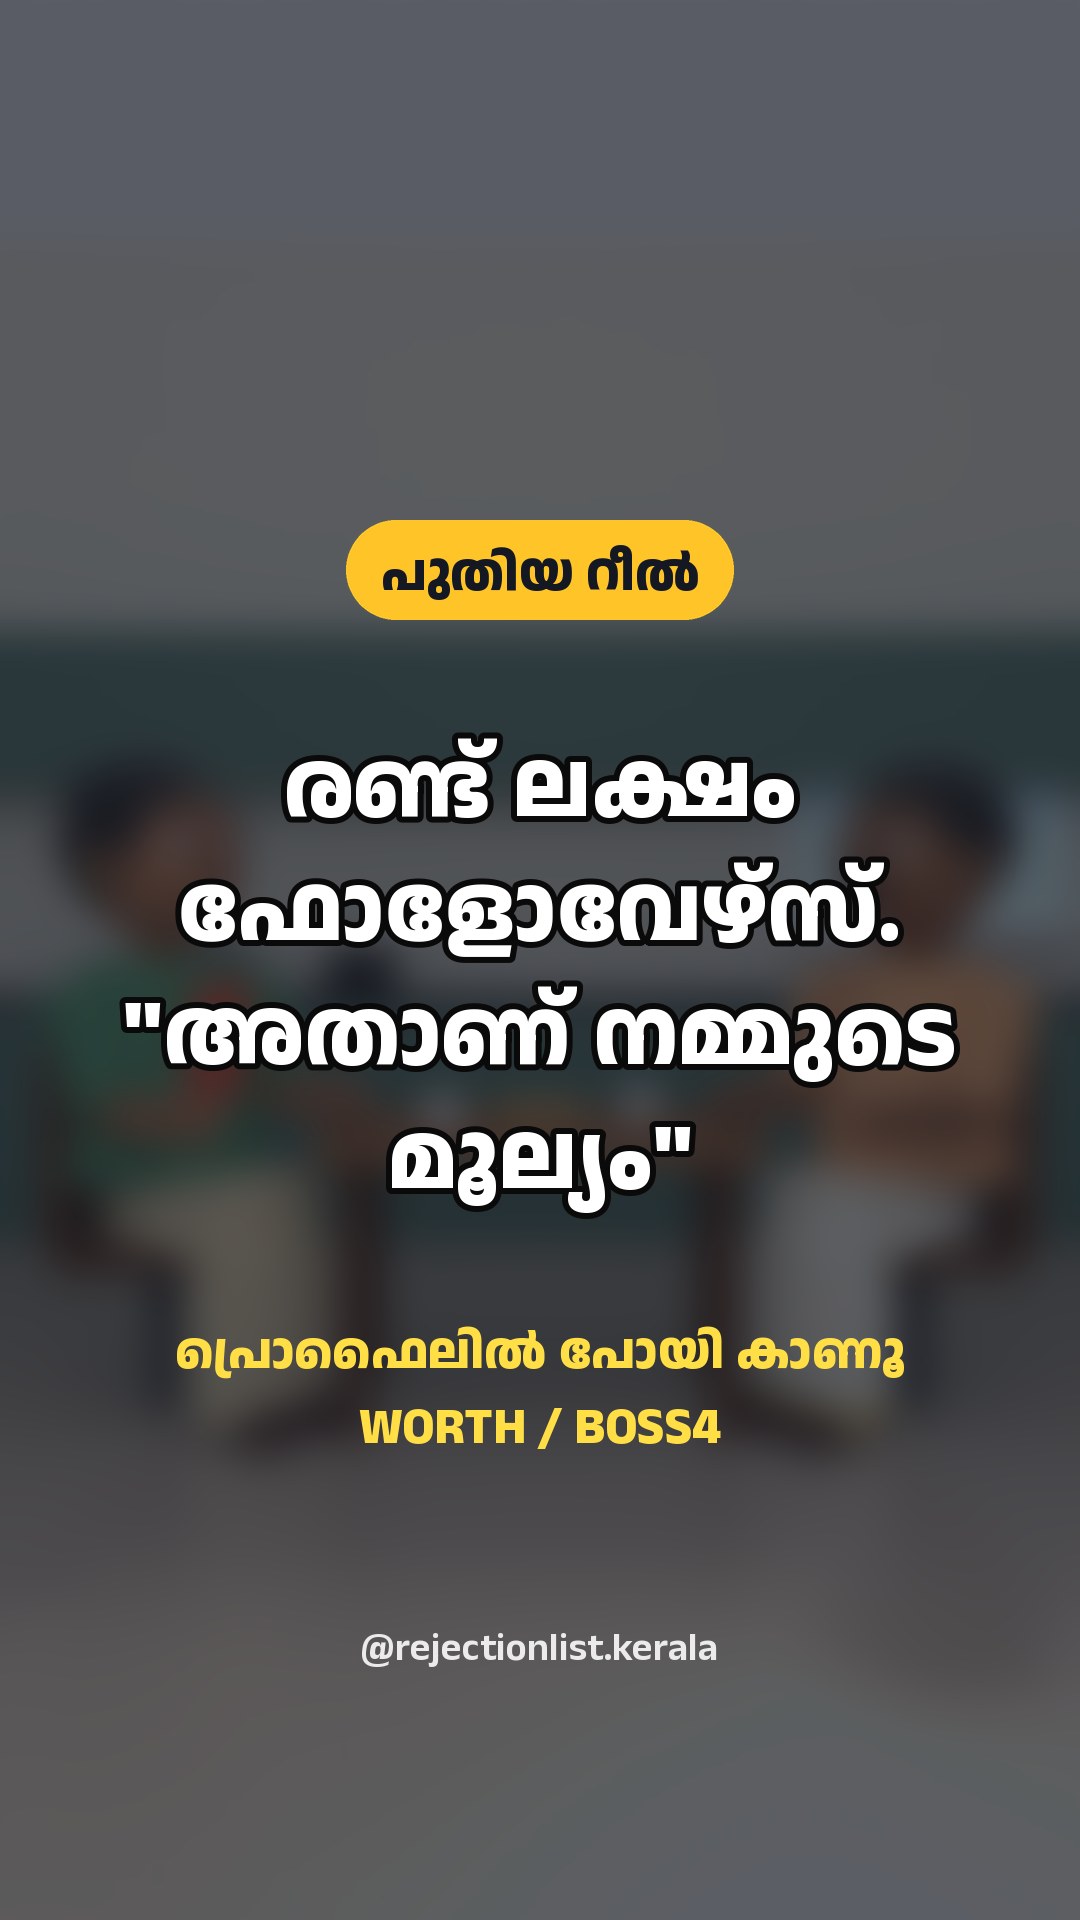 പുതിയ റീൽ
രണ്ട് ലക്ഷം
ഫോളോവേഴ്സ്.
"അതാണ് നമ്മുടെ
മൂല്യം"
പ്രൊഫൈലിൽ പോയി കാണൂ
WORTH / BOSS4
@rejectionlist.kerala